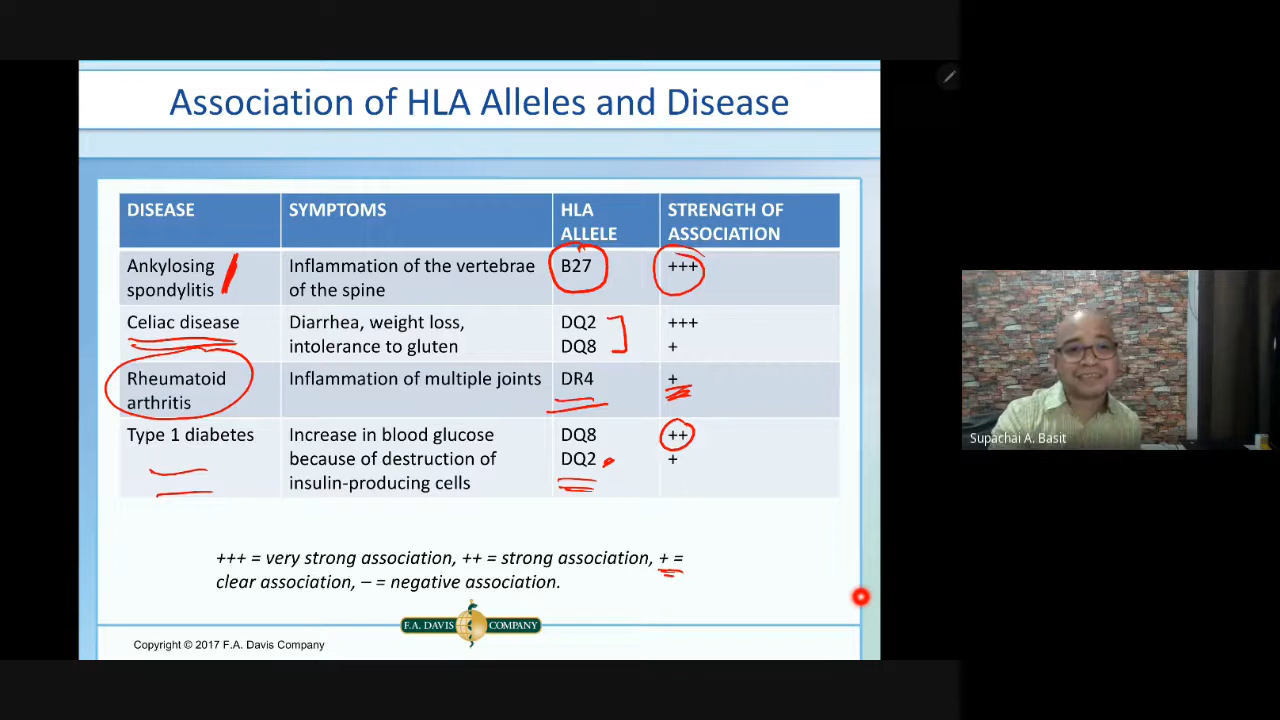 Association of HLA Alleles and Disease
DISEASE SYMPTOMS HLA ALLELE STRENGTH OF ASSOCIATION
Ankylosing spondylitis Inflammation of the vertebrae of the spine B27 +++
Celiac disease Diarrhea, weight loss, DQ2 +++
intolerance to gluten DQ8 +
Rheumatoid arthritis Inflammation of multiple joints DR4 +
Type 1 diabetes Increase in blood glucose DQ8 ++
because of destruction of DQ2 +
insulin-producing cells
+++ = very strong association, ++ = strong association, + =
clear association, – = negative association.
F.A. DAVIS COMPANY
Copyright © 2017 F.A. Davis Company
Supachai A. Basit